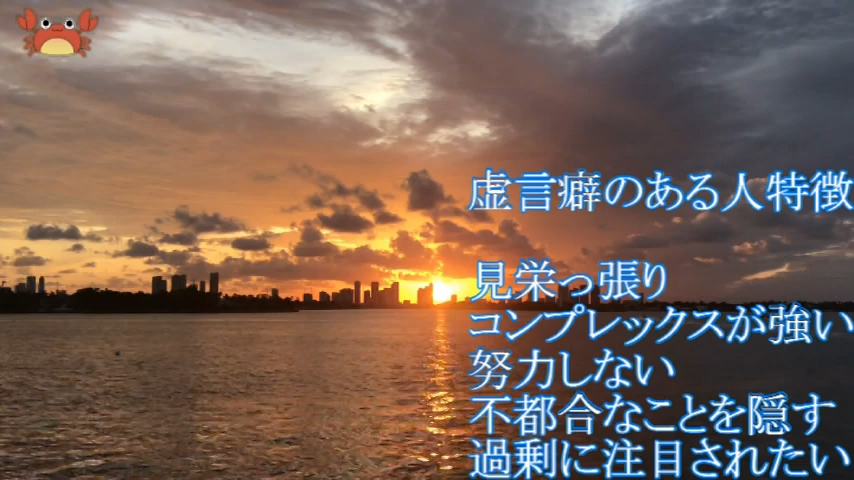 虚言癖のある人特徴
見栄っ張り
コンプレックスが強い
努力しない
不都合なことを隠す
過剰に注目されたい